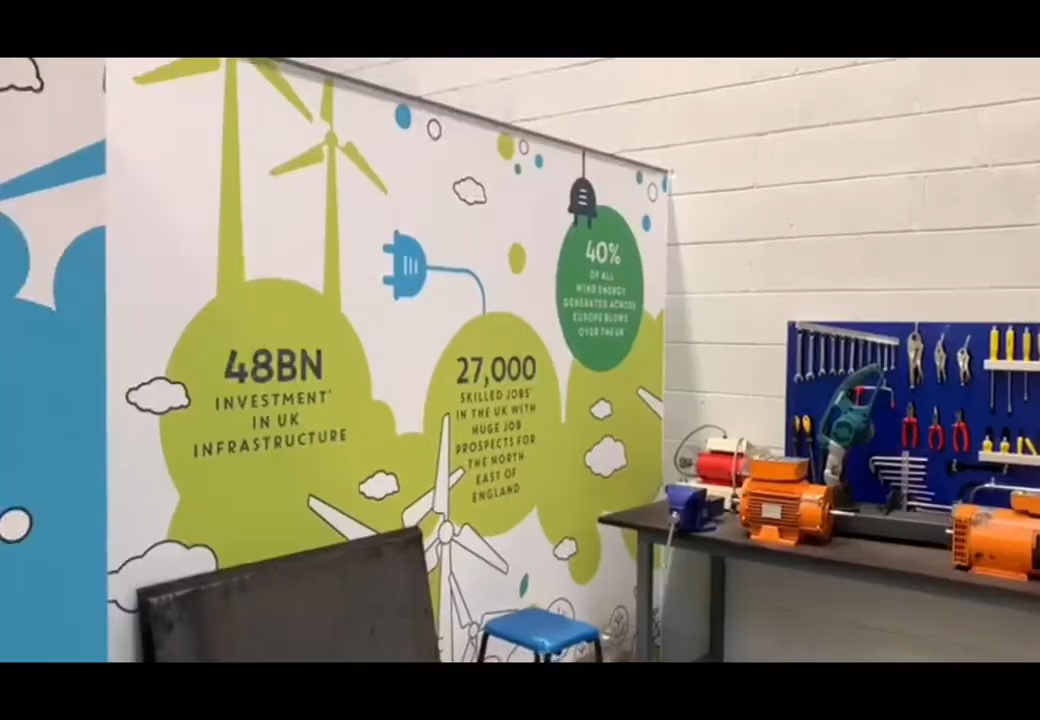 48BN
INVESTMENT*
IN UK
INFRASTRUCTURE
27,000
SKILLED JOBS*
IN THE UK WITH
HUGE JOB
PROSPECTS FOR
THE NORTH
EAST OF
ENGLAND
40%
OF ALL
WIND ENERGY
GENERATED ACROSS
EUROPE BLOWS
OVER THE UK